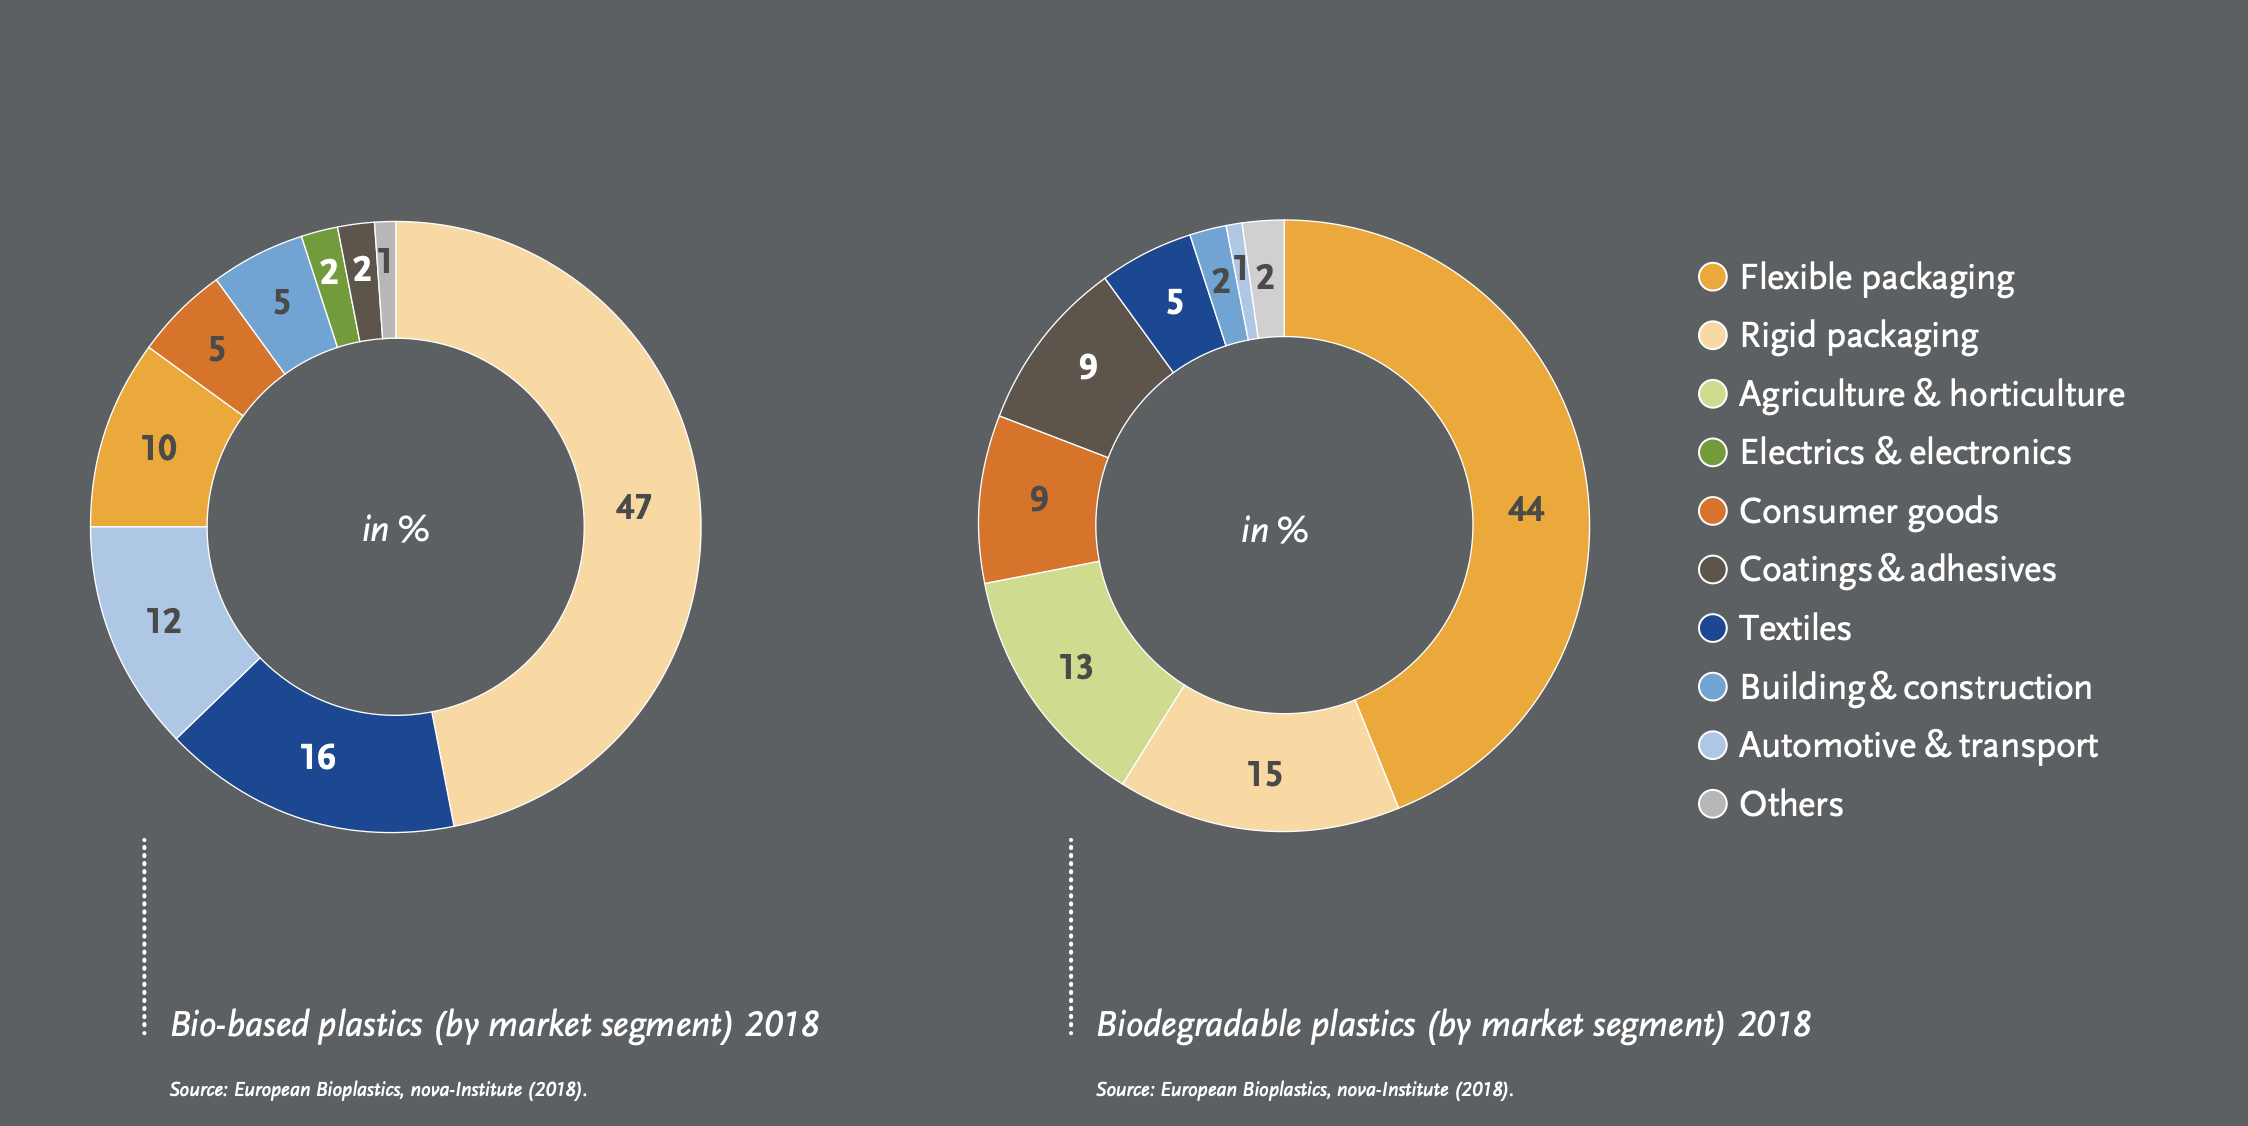 47
16
12
10
5
5
2
2
1
in %
Bio-based plastics (by market segment) 2018
Source: European Bioplastics, nova-Institute (2018).
44
15
13
9
9
5
2
1
2
in %
Biodegradable plastics (by market segment) 2018
Source: European Bioplastics, nova-Institute (2018).
Flexible packaging
Rigid packaging
Agriculture & horticulture
Electrics & electronics
Consumer goods
Coatings & adhesives
Textiles
Building & construction
Automotive & transport
Others